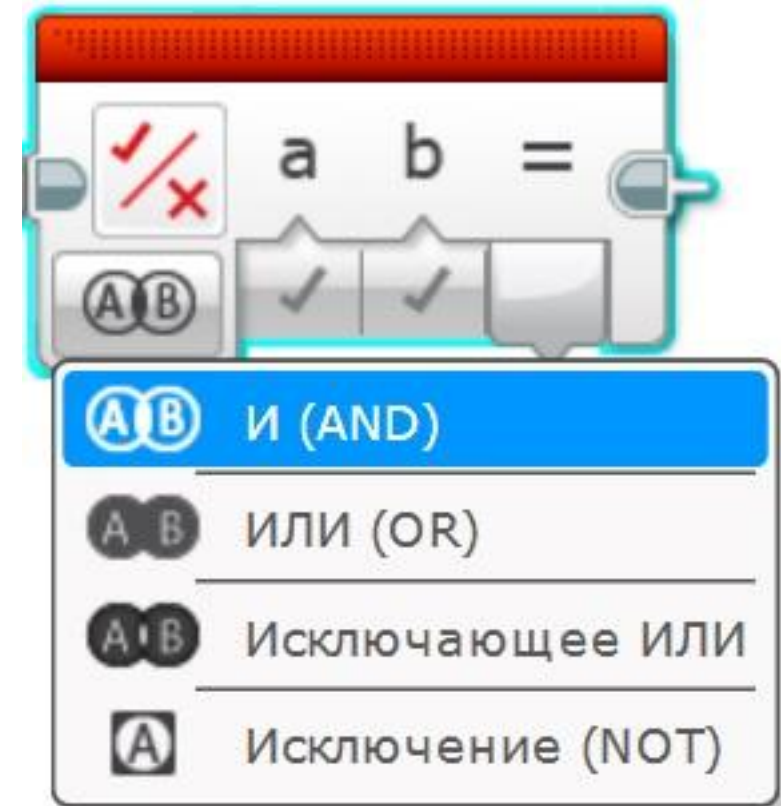 a b =
A B
A B И (AND)
A B ИЛИ (OR)
A B Исключающее ИЛИ
A Исключение (NOT)